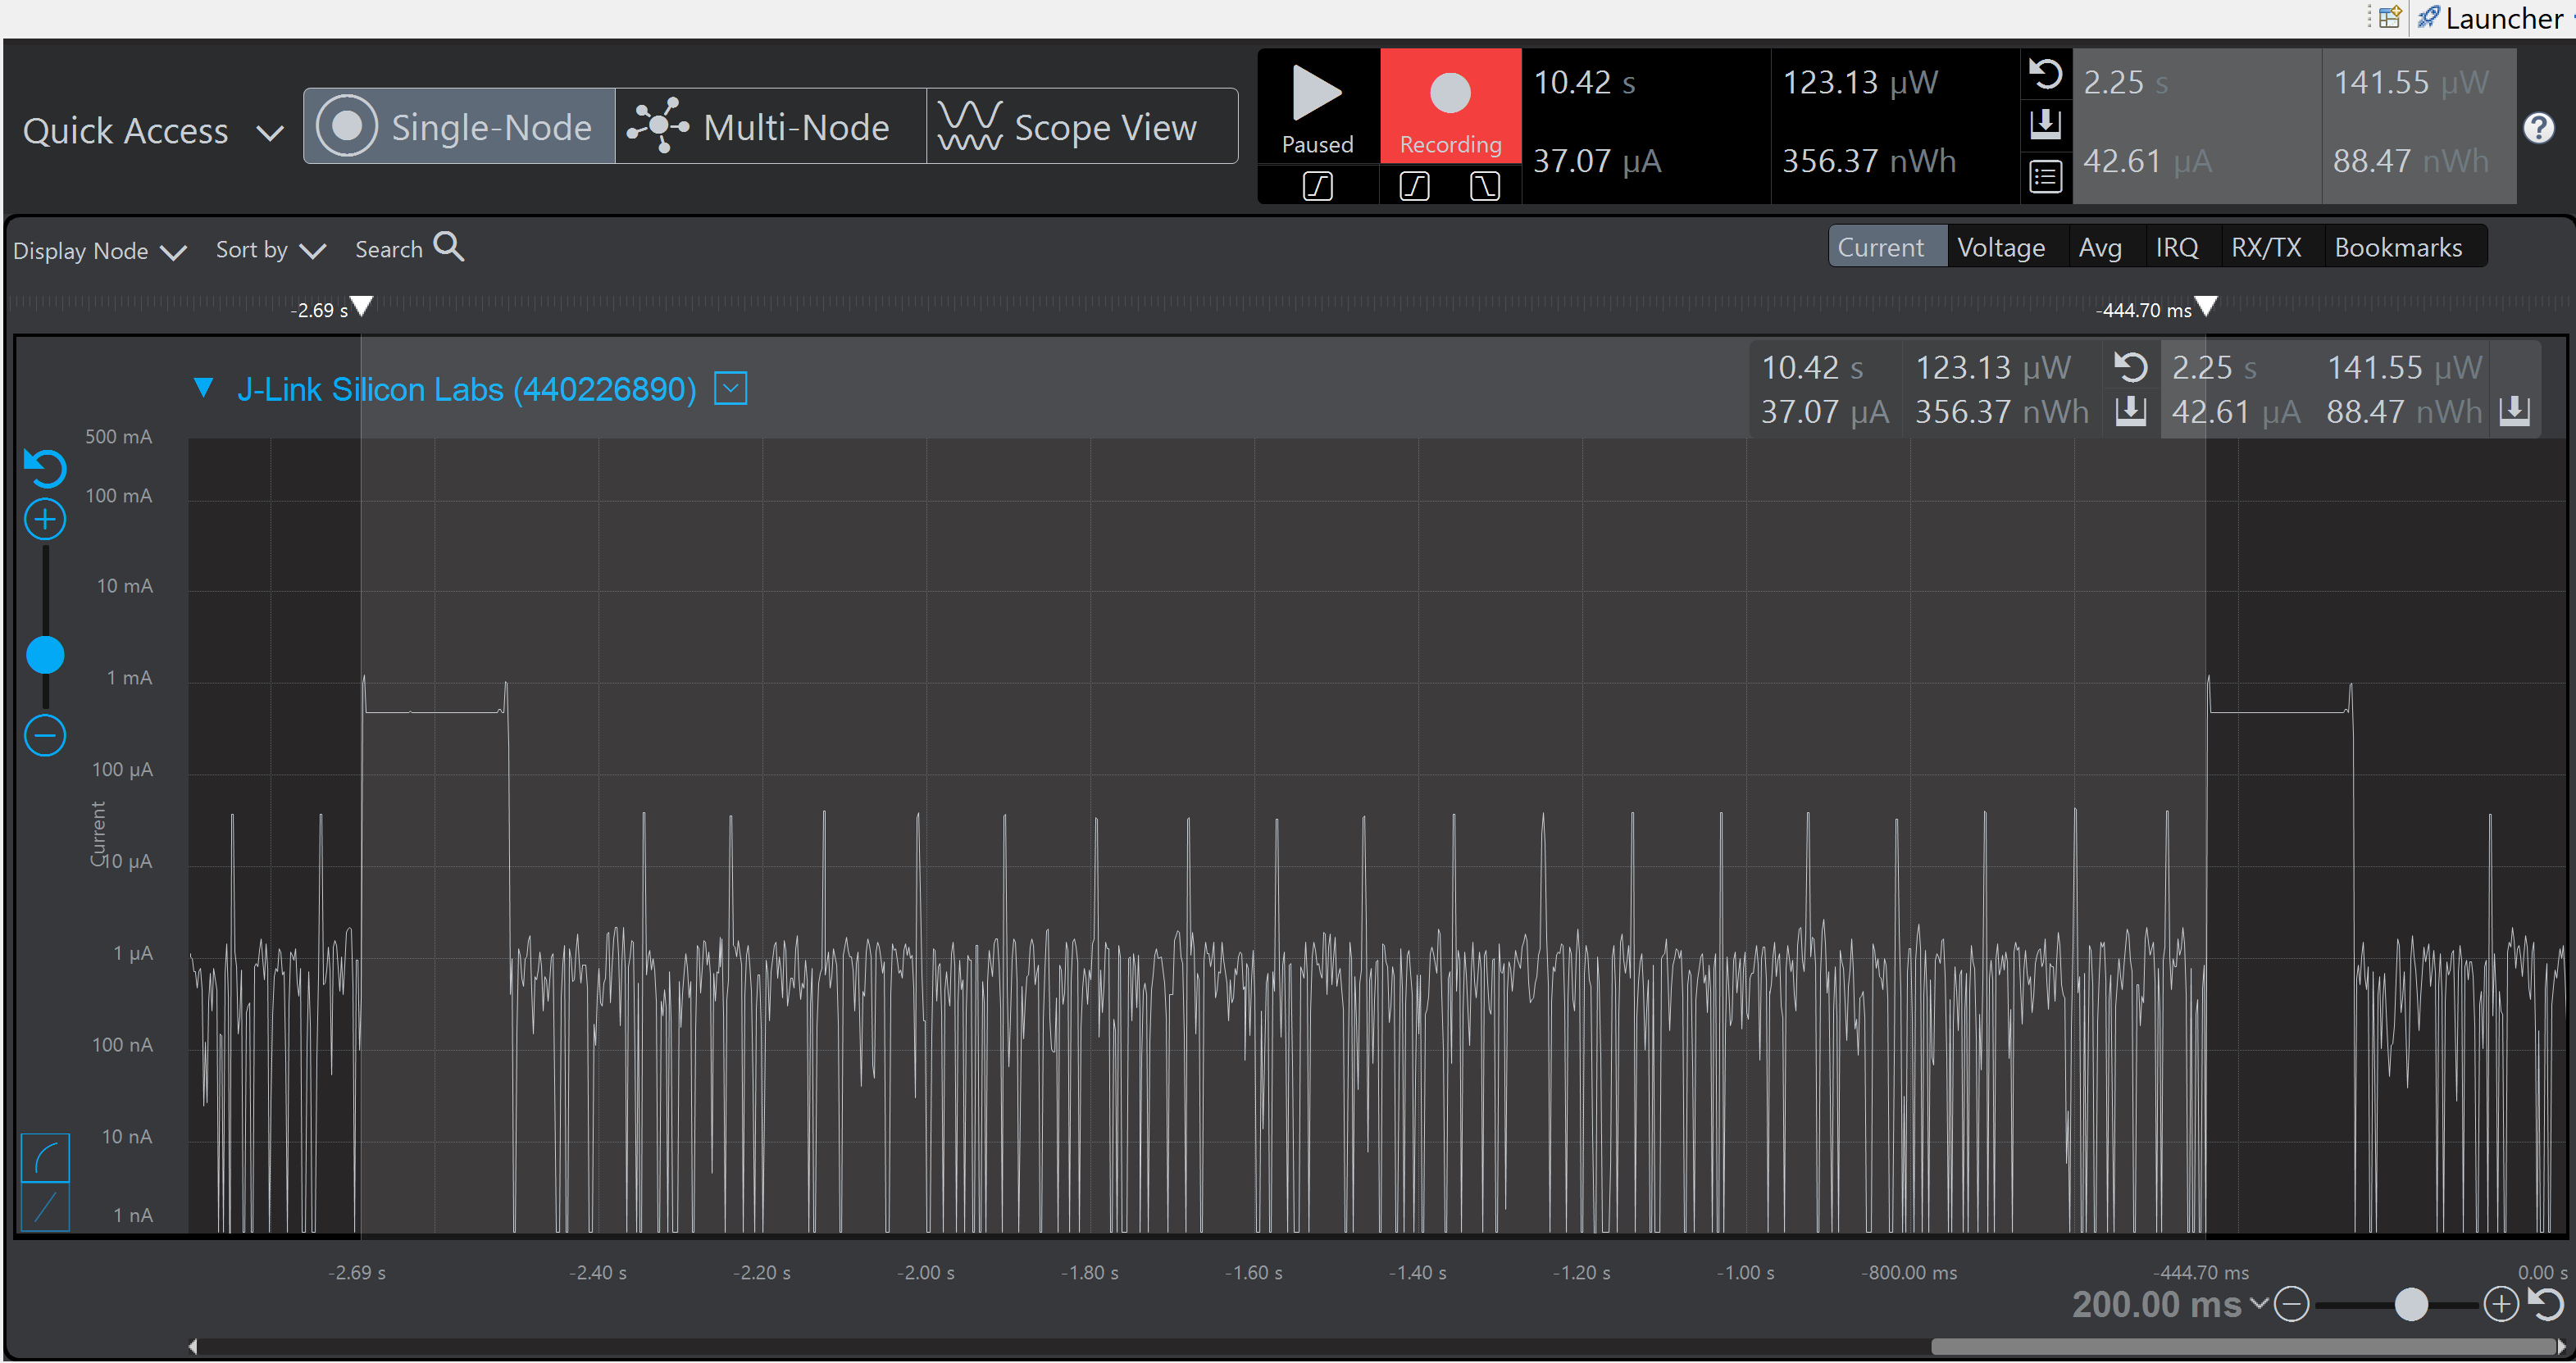 Launcher
Quick Access
Single-Node
Multi-Node
Scope View
Paused
Recording
10.42 s
123.13 µW
37.07 µA
356.37 nWh
2.25 s
141.55 µW
42.61 µA
88.47 nWh
Display Node
Sort by
Search
Current
Voltage
Avg
IRQ
RX/TX
Bookmarks
-2.69 s
-444.70 ms
J-Link Silicon Labs (440226890)
10.42 s
123.13 µW
2.25 s
141.55 µW
37.07 µA
356.37 nWh
42.61 µA
88.47 nWh
500 mA
100 mA
10 mA
1 mA
100 µA
10 µA
1 µA
100 nA
10 nA
1 nA
Current
-2.69 s
-2.40 s
-2.20 s
-2.00 s
-1.80 s
-1.60 s
-1.40 s
-1.20 s
-1.00 s
-800.00 ms
-444.70 ms
0.00 s
200.00 ms